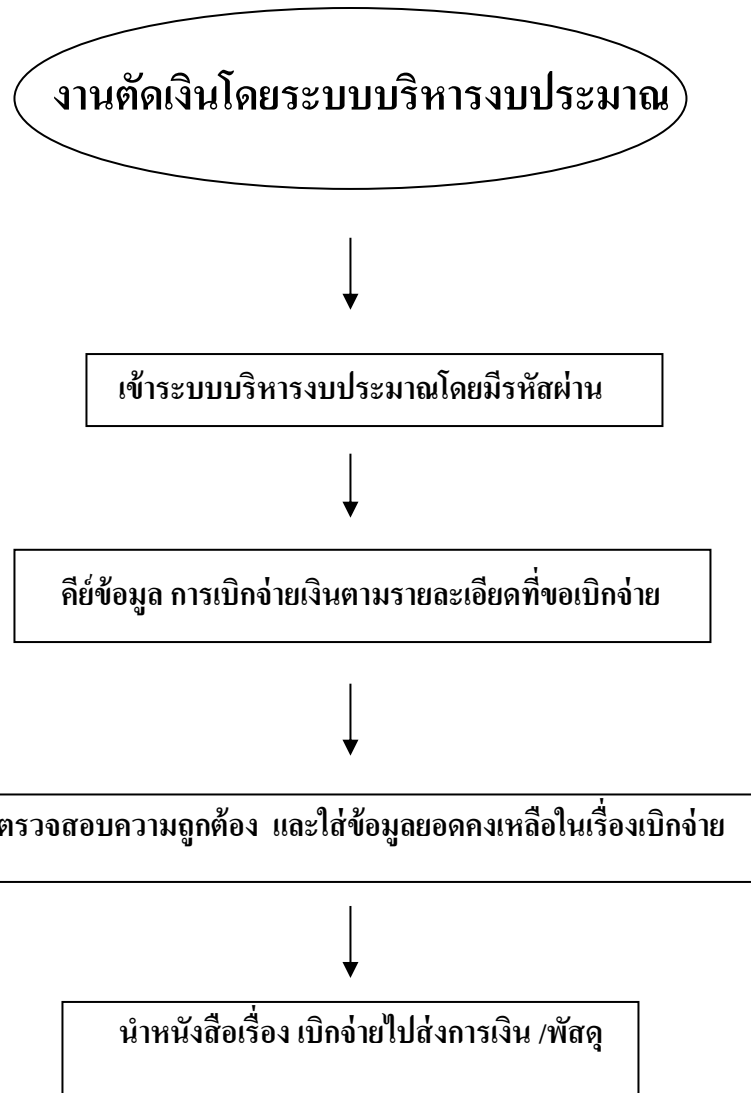 งานตัดเงินโดยระบบบริหารงบประมาณ
เข้าระบบบริหารงบประมาณโดยมีรหัสผ่าน
คีย์ข้อมูล การเบิกจ่ายเงินตามรายละเอียดที่ขอเบิกจ่าย
ตรวจสอบความถูกต้อง และใส่ข้อมูลยอดคงเหลือในเรื่องเบิกจ่าย
นำหนังสือเรื่อง เบิกจ่ายไปส่งการเงิน /พัสดุ